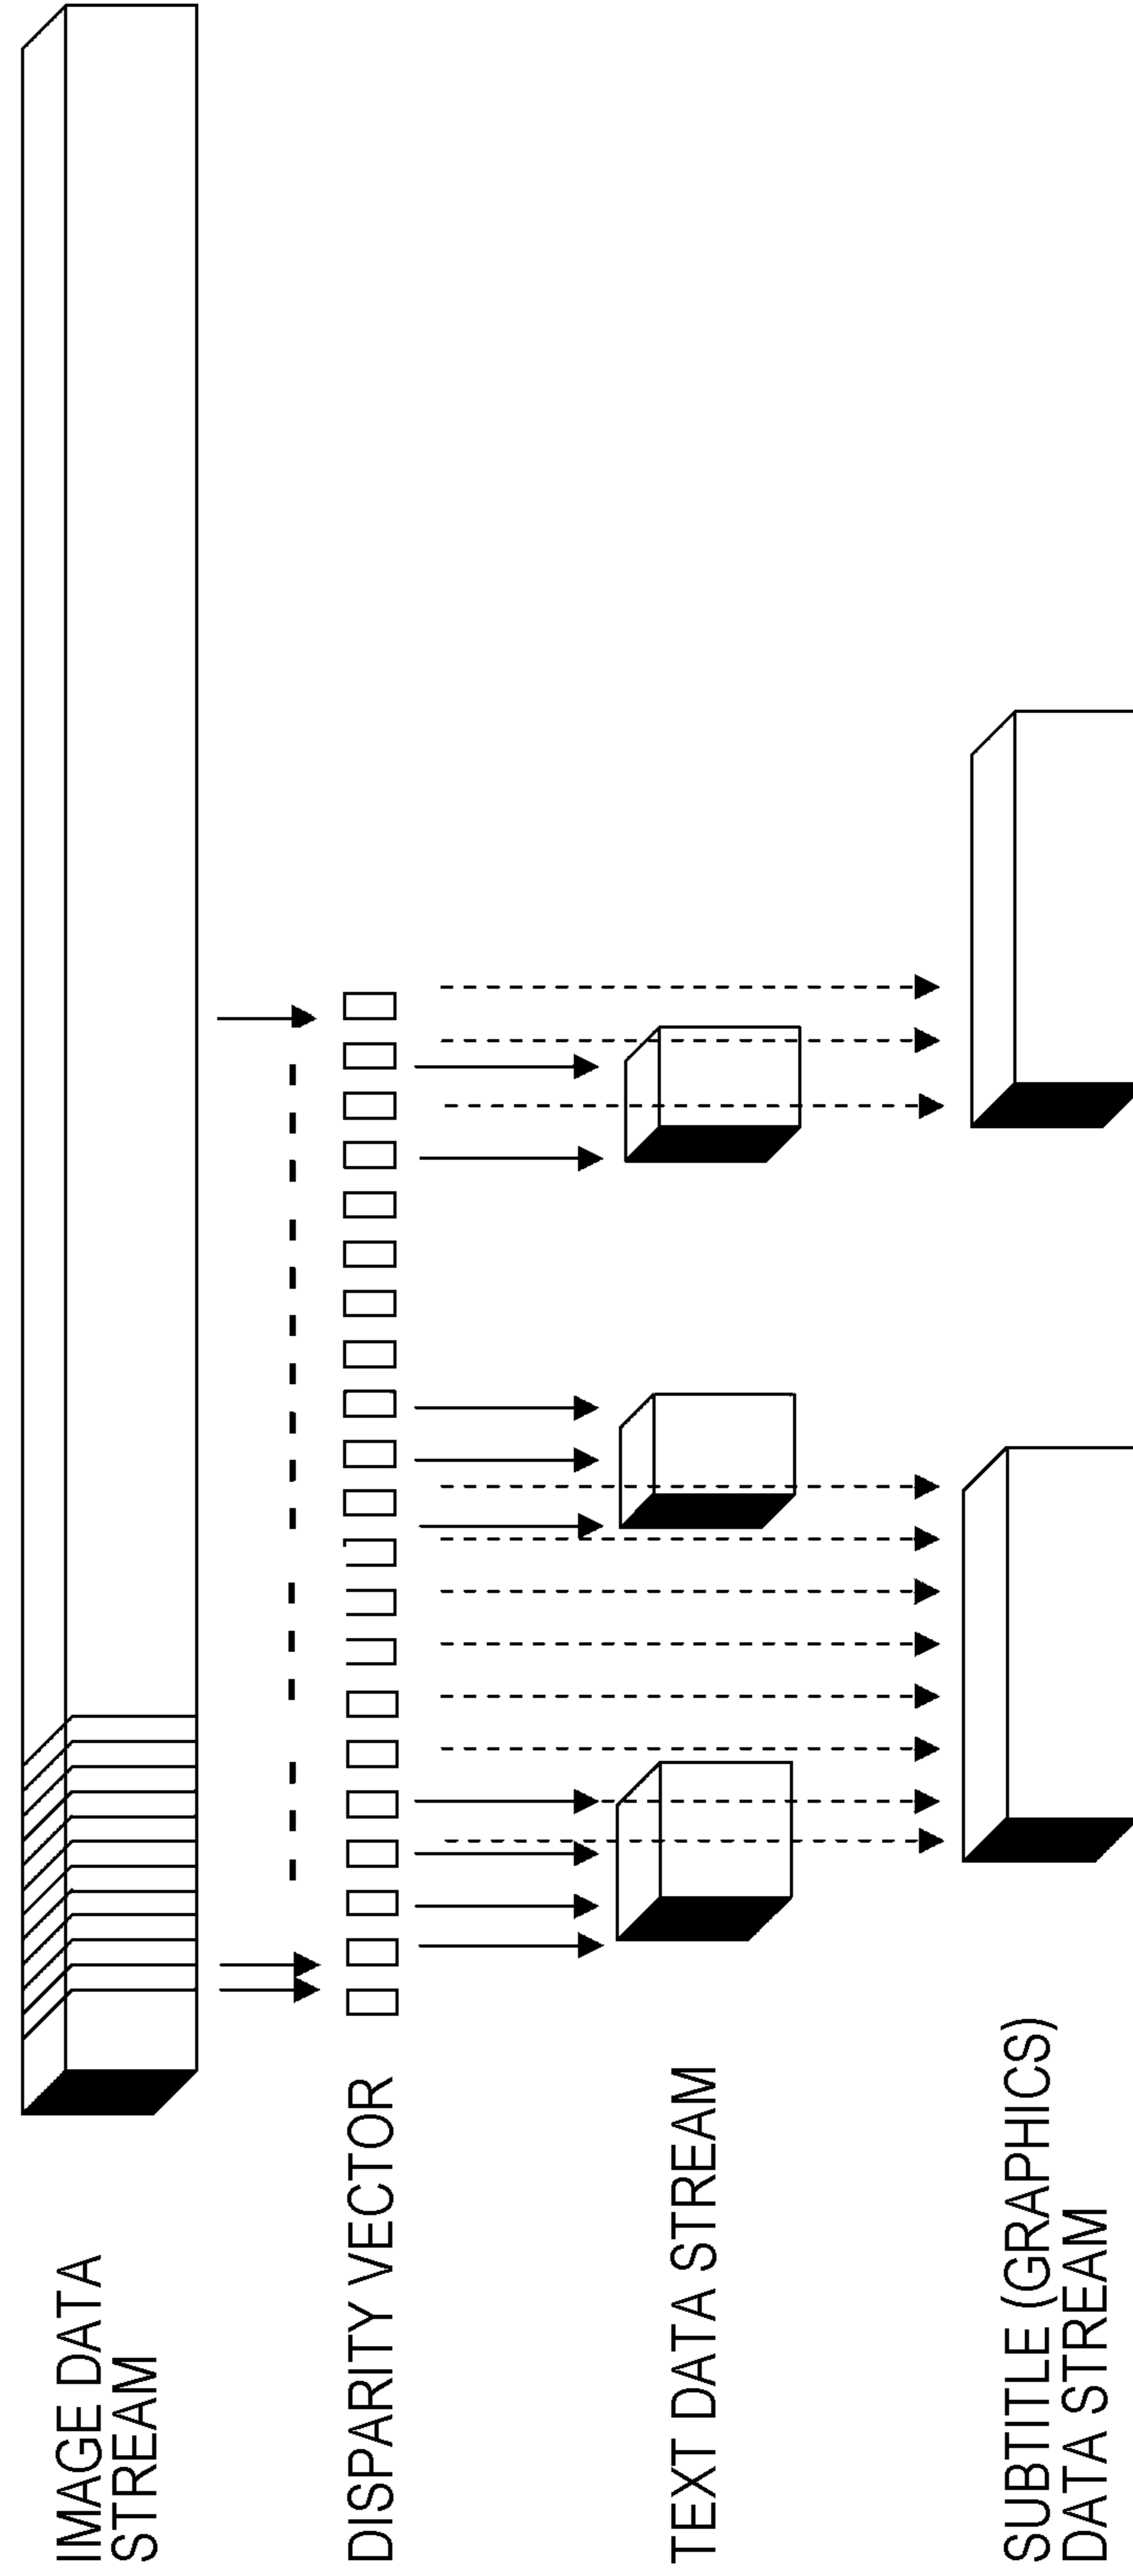 IMAGE DATA
STREAM
DISPARITY VECTOR
TEXT DATA STREAM
SUBTITLE (GRAPHICS)
DATA STREAM